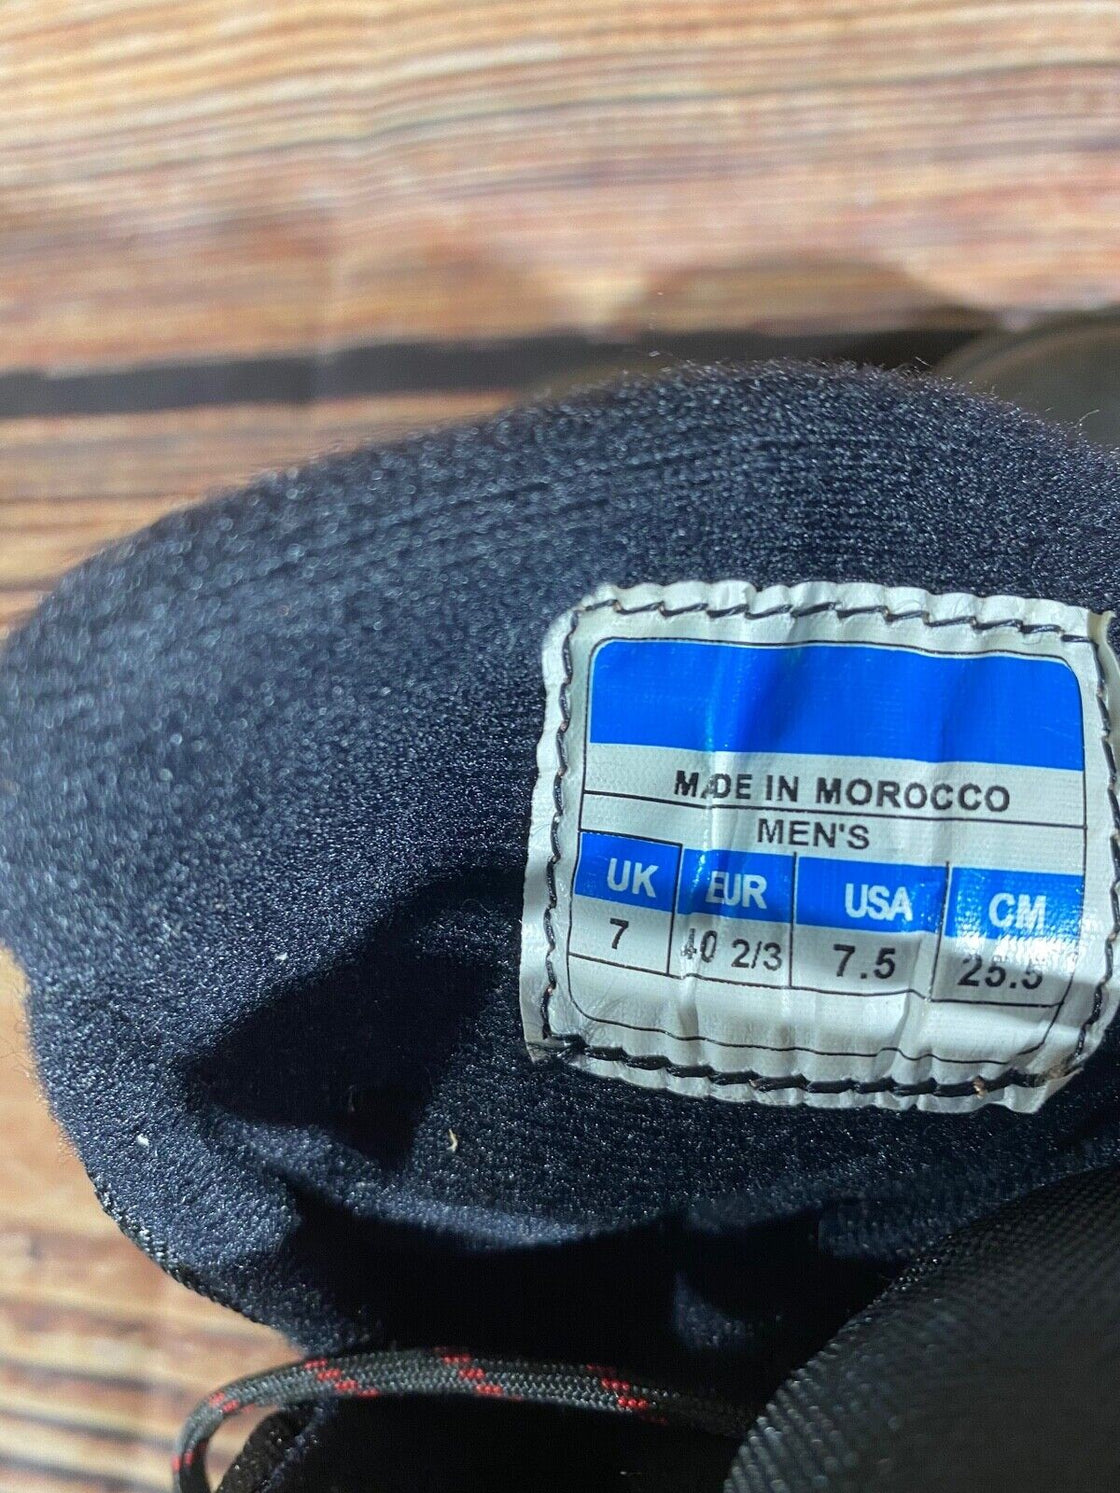 MADE IN MOROCCO
MEN'S
UK EUR USA CM
7 40 2/3 7.5 25.5